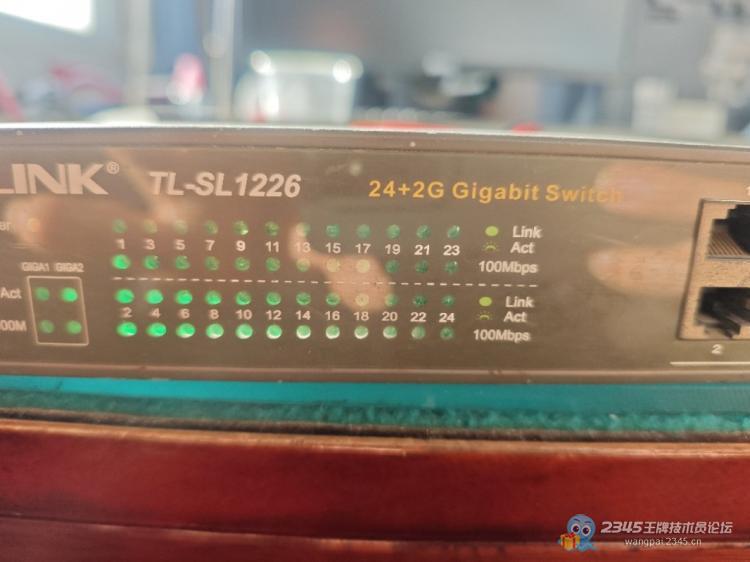 LINK® TL-SL1226 24+2G Gigabit Switch
er
1 3 5 7 9 11 13 15 17 19 21 23
Link
Act
100Mbps
GIGA1 GIGA2
Act
00M
2 4 6 8 10 12 14 16 18 20 22 24
Link
Act
100Mbps
2
2345王牌技术员论坛
wangpai.2345.cn